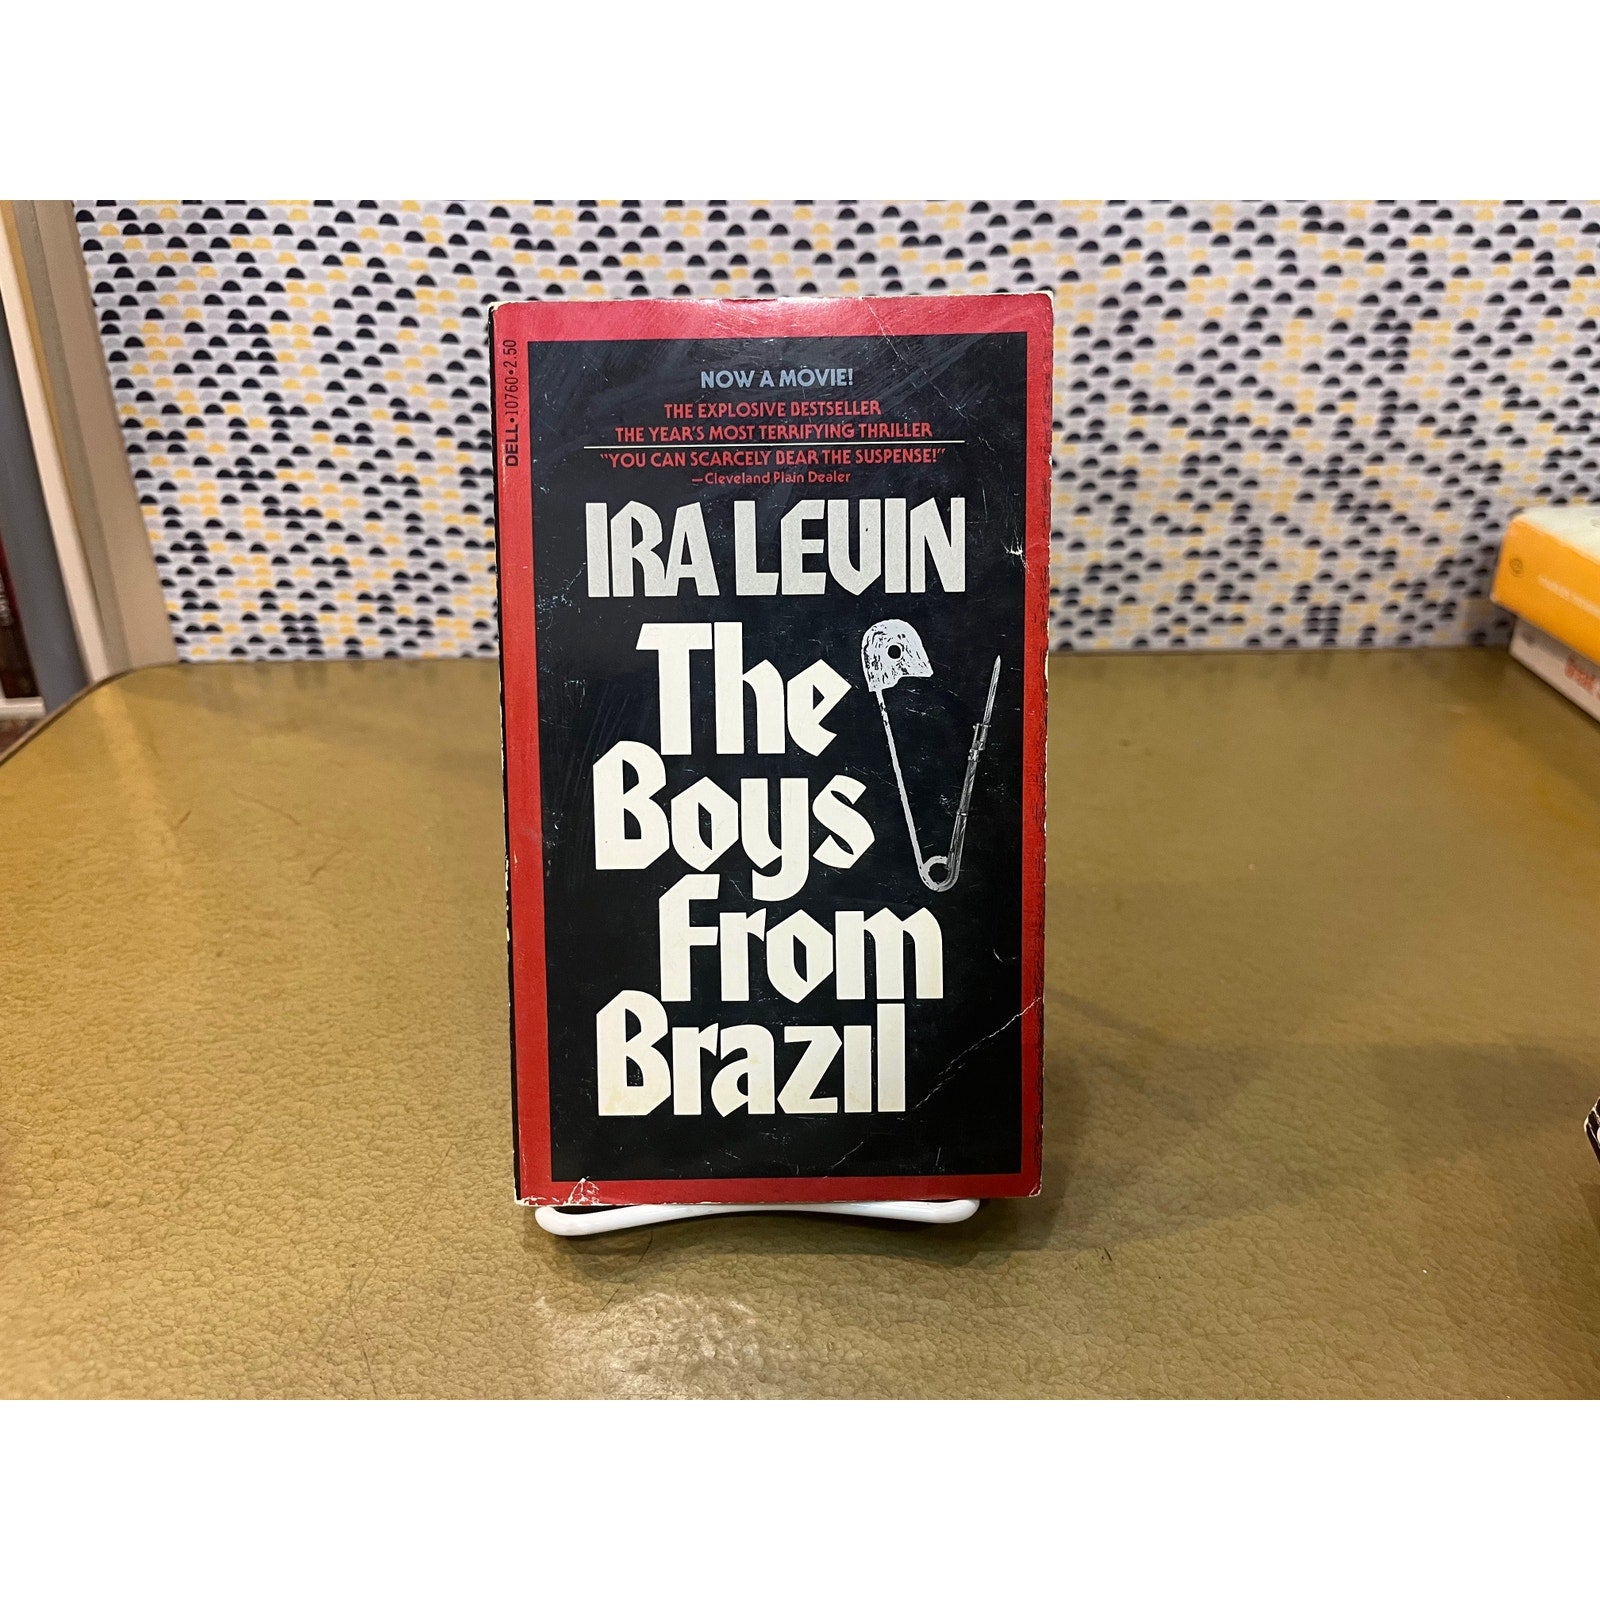 DELL • 10760 • 2.50
NOW A MOVIE!
THE EXPLOSIVE BESTSELLER
THE YEAR'S MOST TERRIFYING THRILLER
"YOU CAN SCARCELY BEAR THE SUSPENSE!"
—Cleveland Plain Dealer
IRA LEVIN
The
Boys
From
Brazil